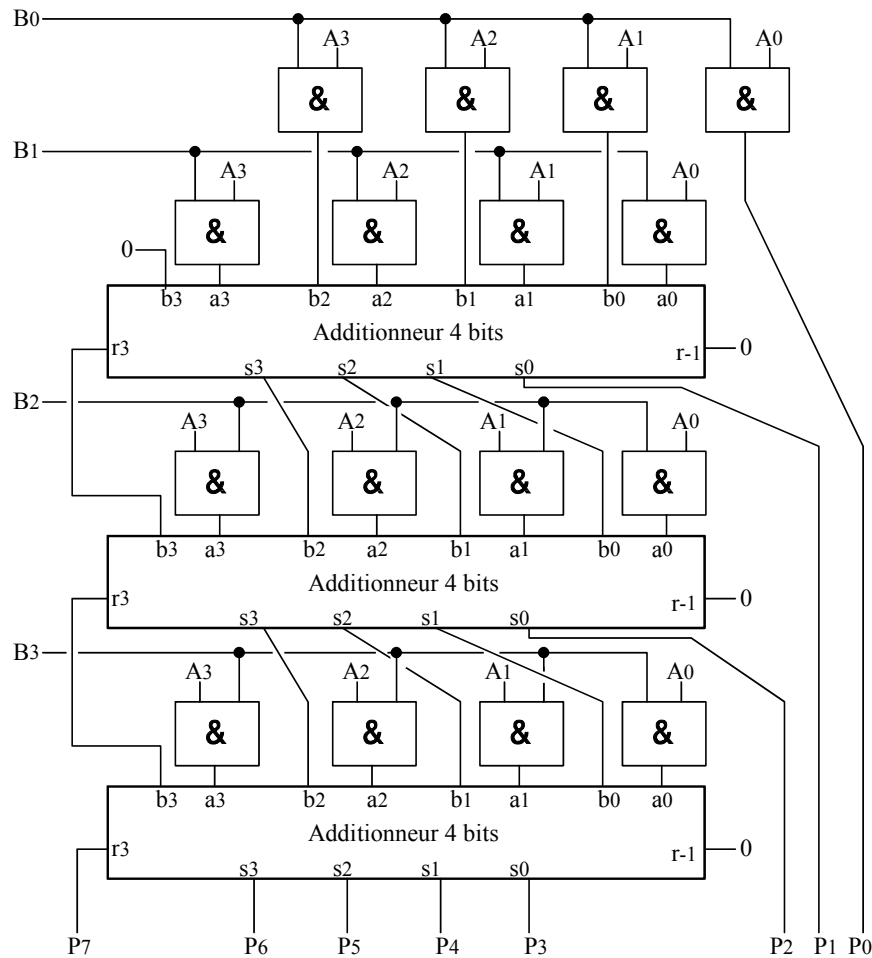 B0
A3 A2 A1 A0
& & & &
B1
A3 A2 A1 A0
& & & &
0
b3 a3 b2 a2 b1 a1 b0 a0
Additionneur 4 bits
r3 r-1 0
s3 s2 s1 s0
B2
A3 A2 A1 A0
& & & &
b3 a3 b2 a2 b1 a1 b0 a0
Additionneur 4 bits
r3 r-1 0
s3 s2 s1 s0
B3
A3 A2 A1 A0
& & & &
b3 a3 b2 a2 b1 a1 b0 a0
Additionneur 4 bits
r3 r-1 0
s3 s2 s1 s0
P7 P6 P5 P4 P3 P2 P1 P0